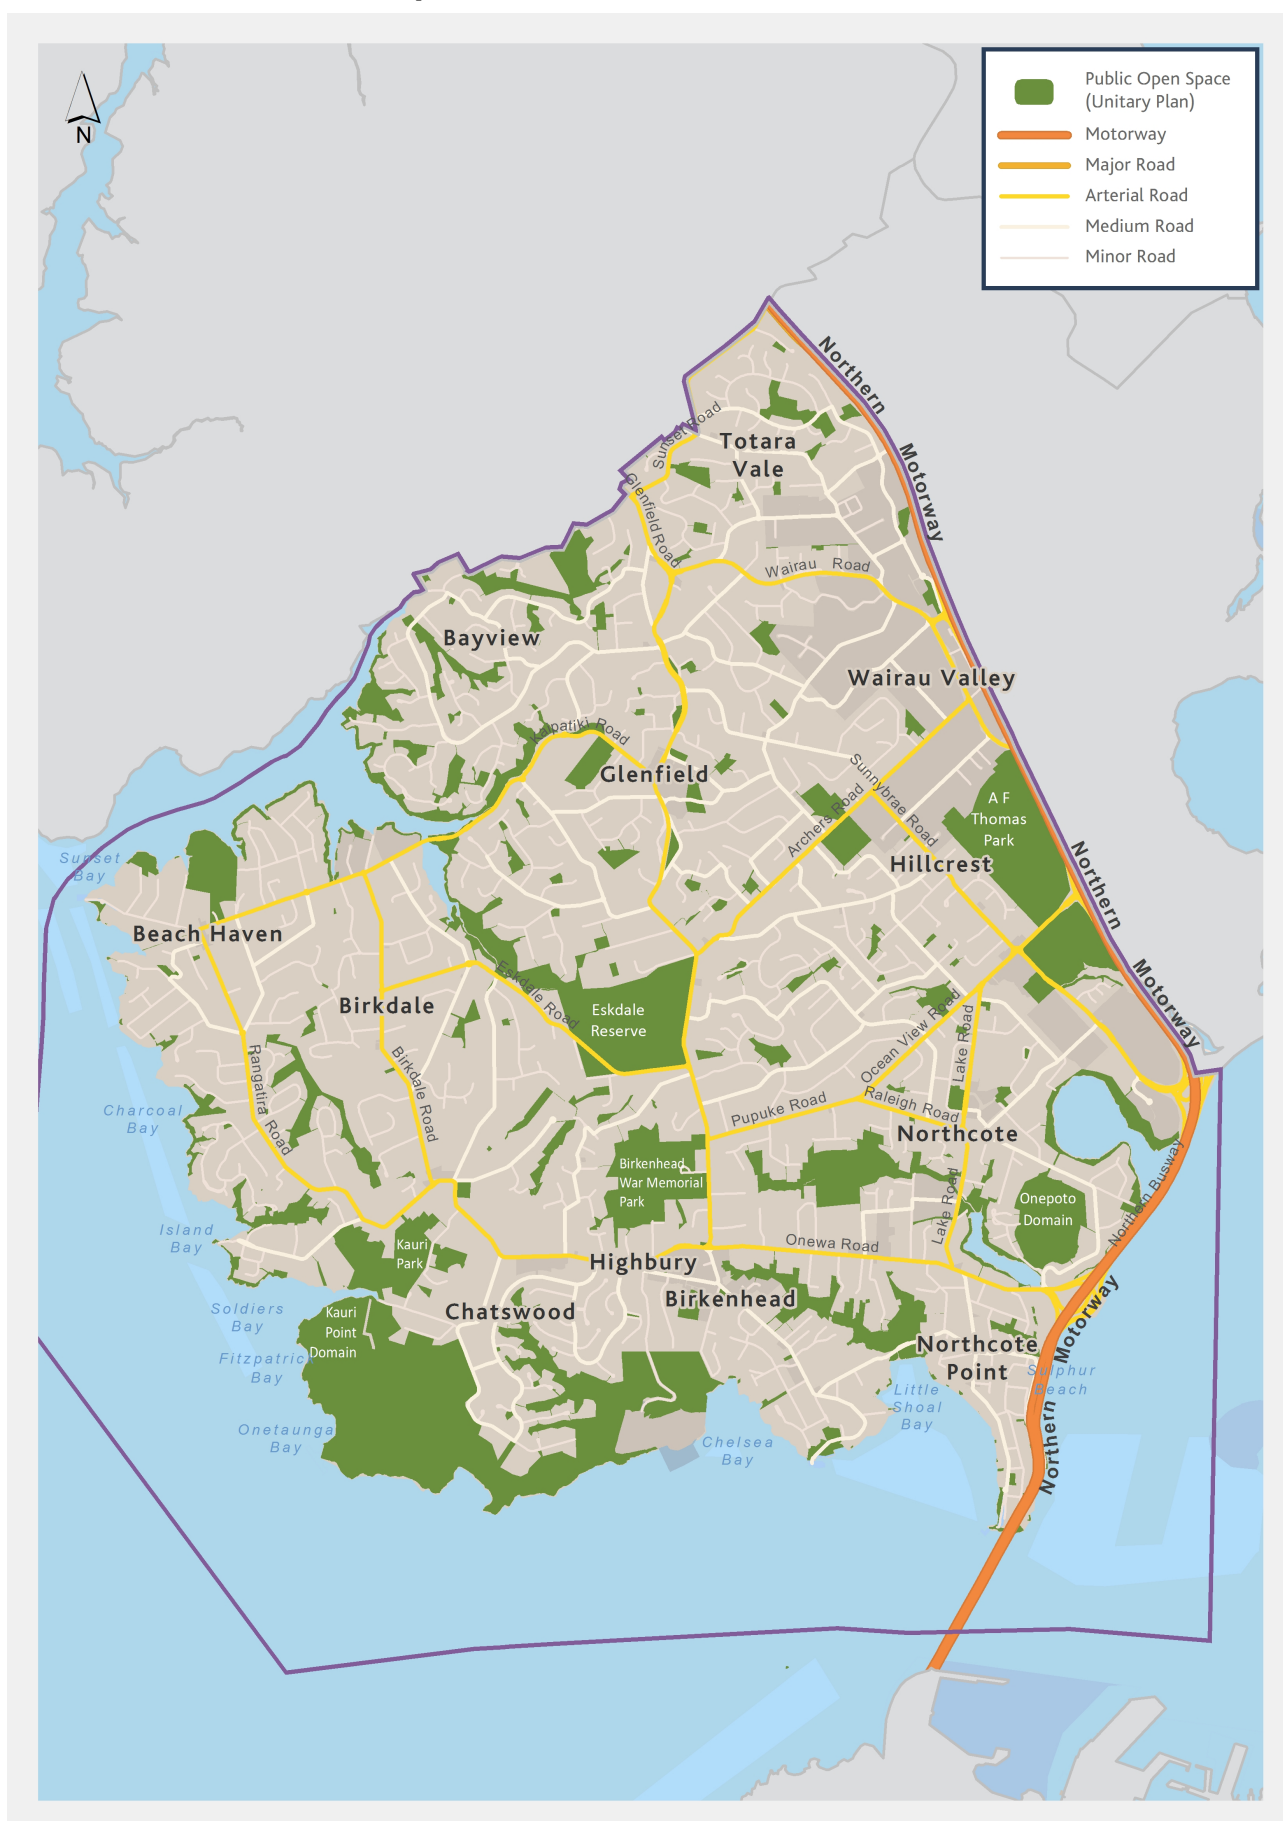 N
Public Open Space
(Unitary Plan)
Motorway
Major Road
Arterial Road
Medium Road
Minor Road
Northern
Motorway
Sunset Road
Totara
Vale
Glenfield Road
Wairau Road
Bayview
Wairau Valley
Kaipatiki Road
Glenfield
Sunnybrae Road
Archers Road
A F
Thomas
Park
Hillcrest
Northern
Motorway
Sunset
Bay
Beach Haven
Birkdale
Eskdale Road
Eskdale
Reserve
Ocean View Road
Lake Road
Rangatira Road
Birkdale Road
Charcoal
Bay
Pupuke Road
Raleigh Road
Northcote
Birkenhead
War Memorial
Park
Lake Road
Onepoto
Domain
Northern Busway
Island
Bay
Kauri
Park
Onewa Road
Highbury
Birkenhead
Chatswood
Soldiers
Bay
Kauri
Point
Domain
Fitzpatrick
Bay
Northcote
Point
Motorway
Sulphur
Beach
Little
Shoal
Bay
Onetaunga
Bay
Chelsea
Bay
Northern